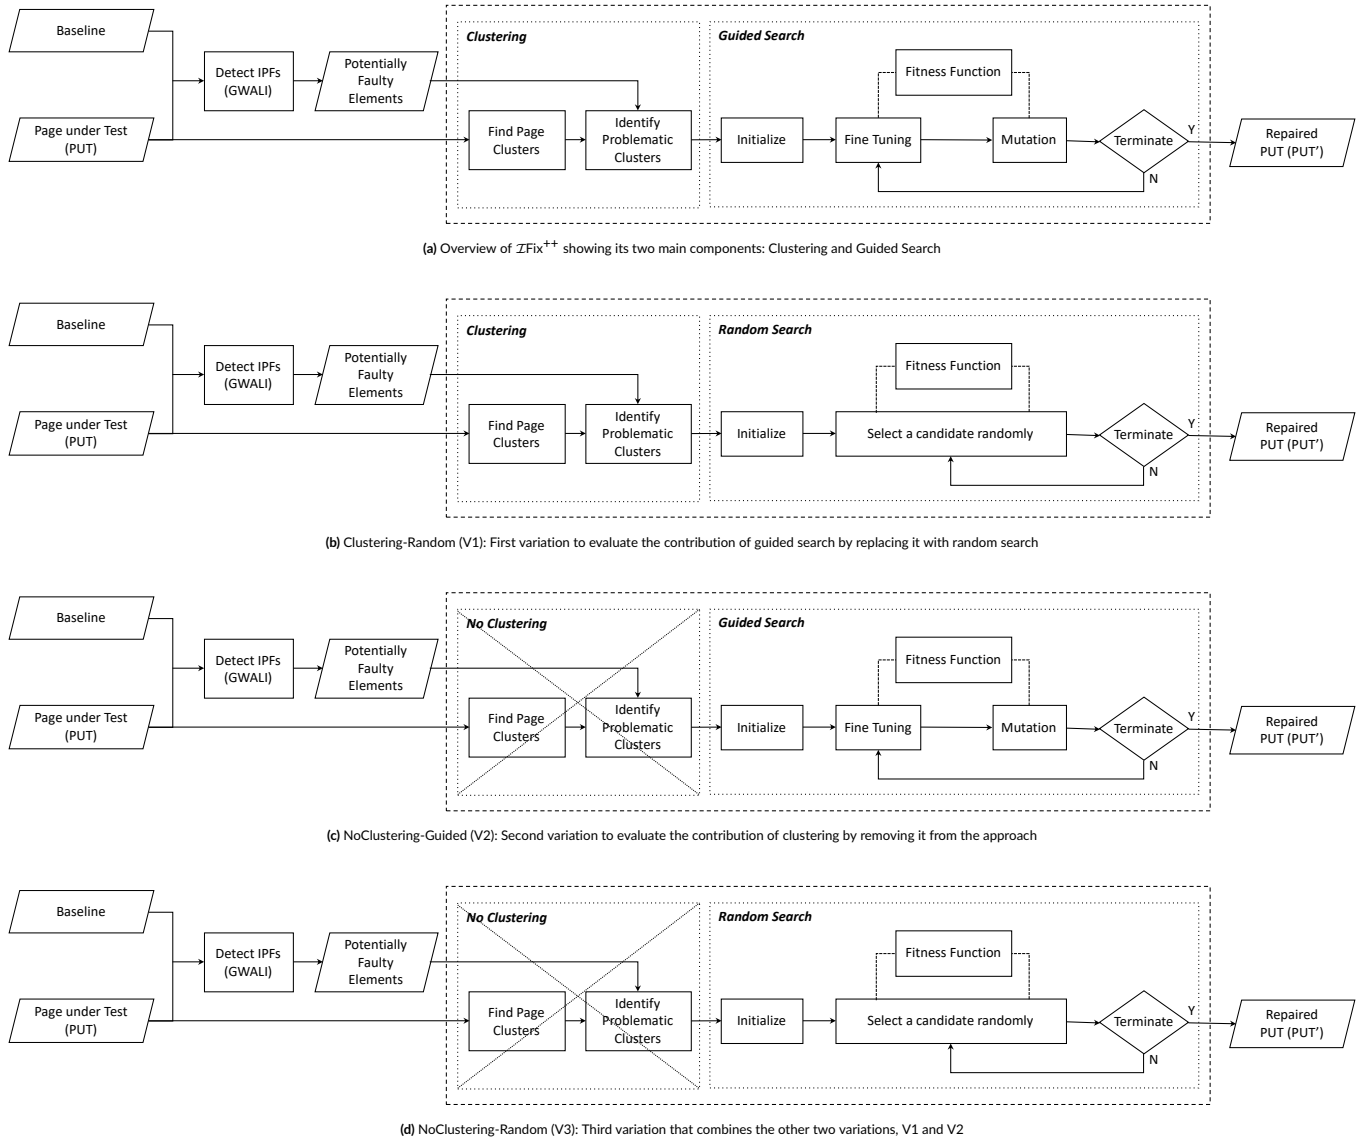 Baseline
Clustering
Guided Search
Detect IPFs
(GWALI)
Potentially
Faulty
Elements
Fitness Function
Page under Test
(PUT)
Find Page
Clusters
Identify
Problematic
Clusters
Initialize
Fine Tuning
Mutation
Terminate
Y
N
Repaired
PUT (PUT’)
(a) Overview of ℐFix++ showing its two main components: Clustering and Guided Search
Baseline
Clustering
Random Search
Detect IPFs
(GWALI)
Potentially
Faulty
Elements
Fitness Function
Page under Test
(PUT)
Find Page
Clusters
Identify
Problematic
Clusters
Initialize
Select a candidate randomly
Terminate
Y
N
Repaired
PUT (PUT’)
(b) Clustering-Random (V1): First variation to evaluate the contribution of guided search by replacing it with random search
Baseline
No Clustering
Guided Search
Detect IPFs
(GWALI)
Potentially
Faulty
Elements
Fitness Function
Page under Test
(PUT)
Find Page
Clusters
Identify
Problematic
Clusters
Initialize
Fine Tuning
Mutation
Terminate
Y
N
Repaired
PUT (PUT’)
(c) NoClustering-Guided (V2): Second variation to evaluate the contribution of clustering by removing it from the approach
Baseline
No Clustering
Random Search
Detect IPFs
(GWALI)
Potentially
Faulty
Elements
Fitness Function
Page under Test
(PUT)
Find Page
Clusters
Identify
Problematic
Clusters
Initialize
Select a candidate randomly
Terminate
Y
N
Repaired
PUT (PUT’)
(d) NoClustering-Random (V3): Third variation that combines the other two variations, V1 and V2